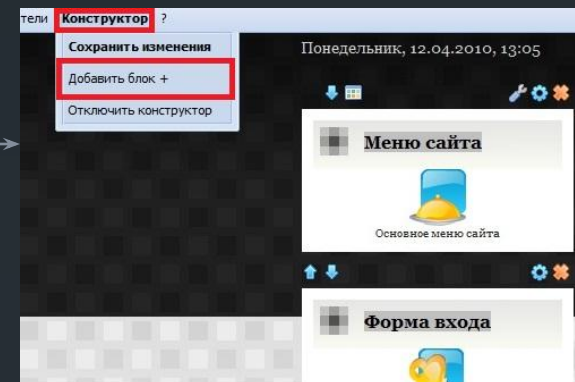 тели Конструктор ?
Сохранить изменения
Добавить блок +
Отключить конструктор
Понедельник, 12.04.2010, 13:05
Меню сайта
Основное меню сайта
Форма входа